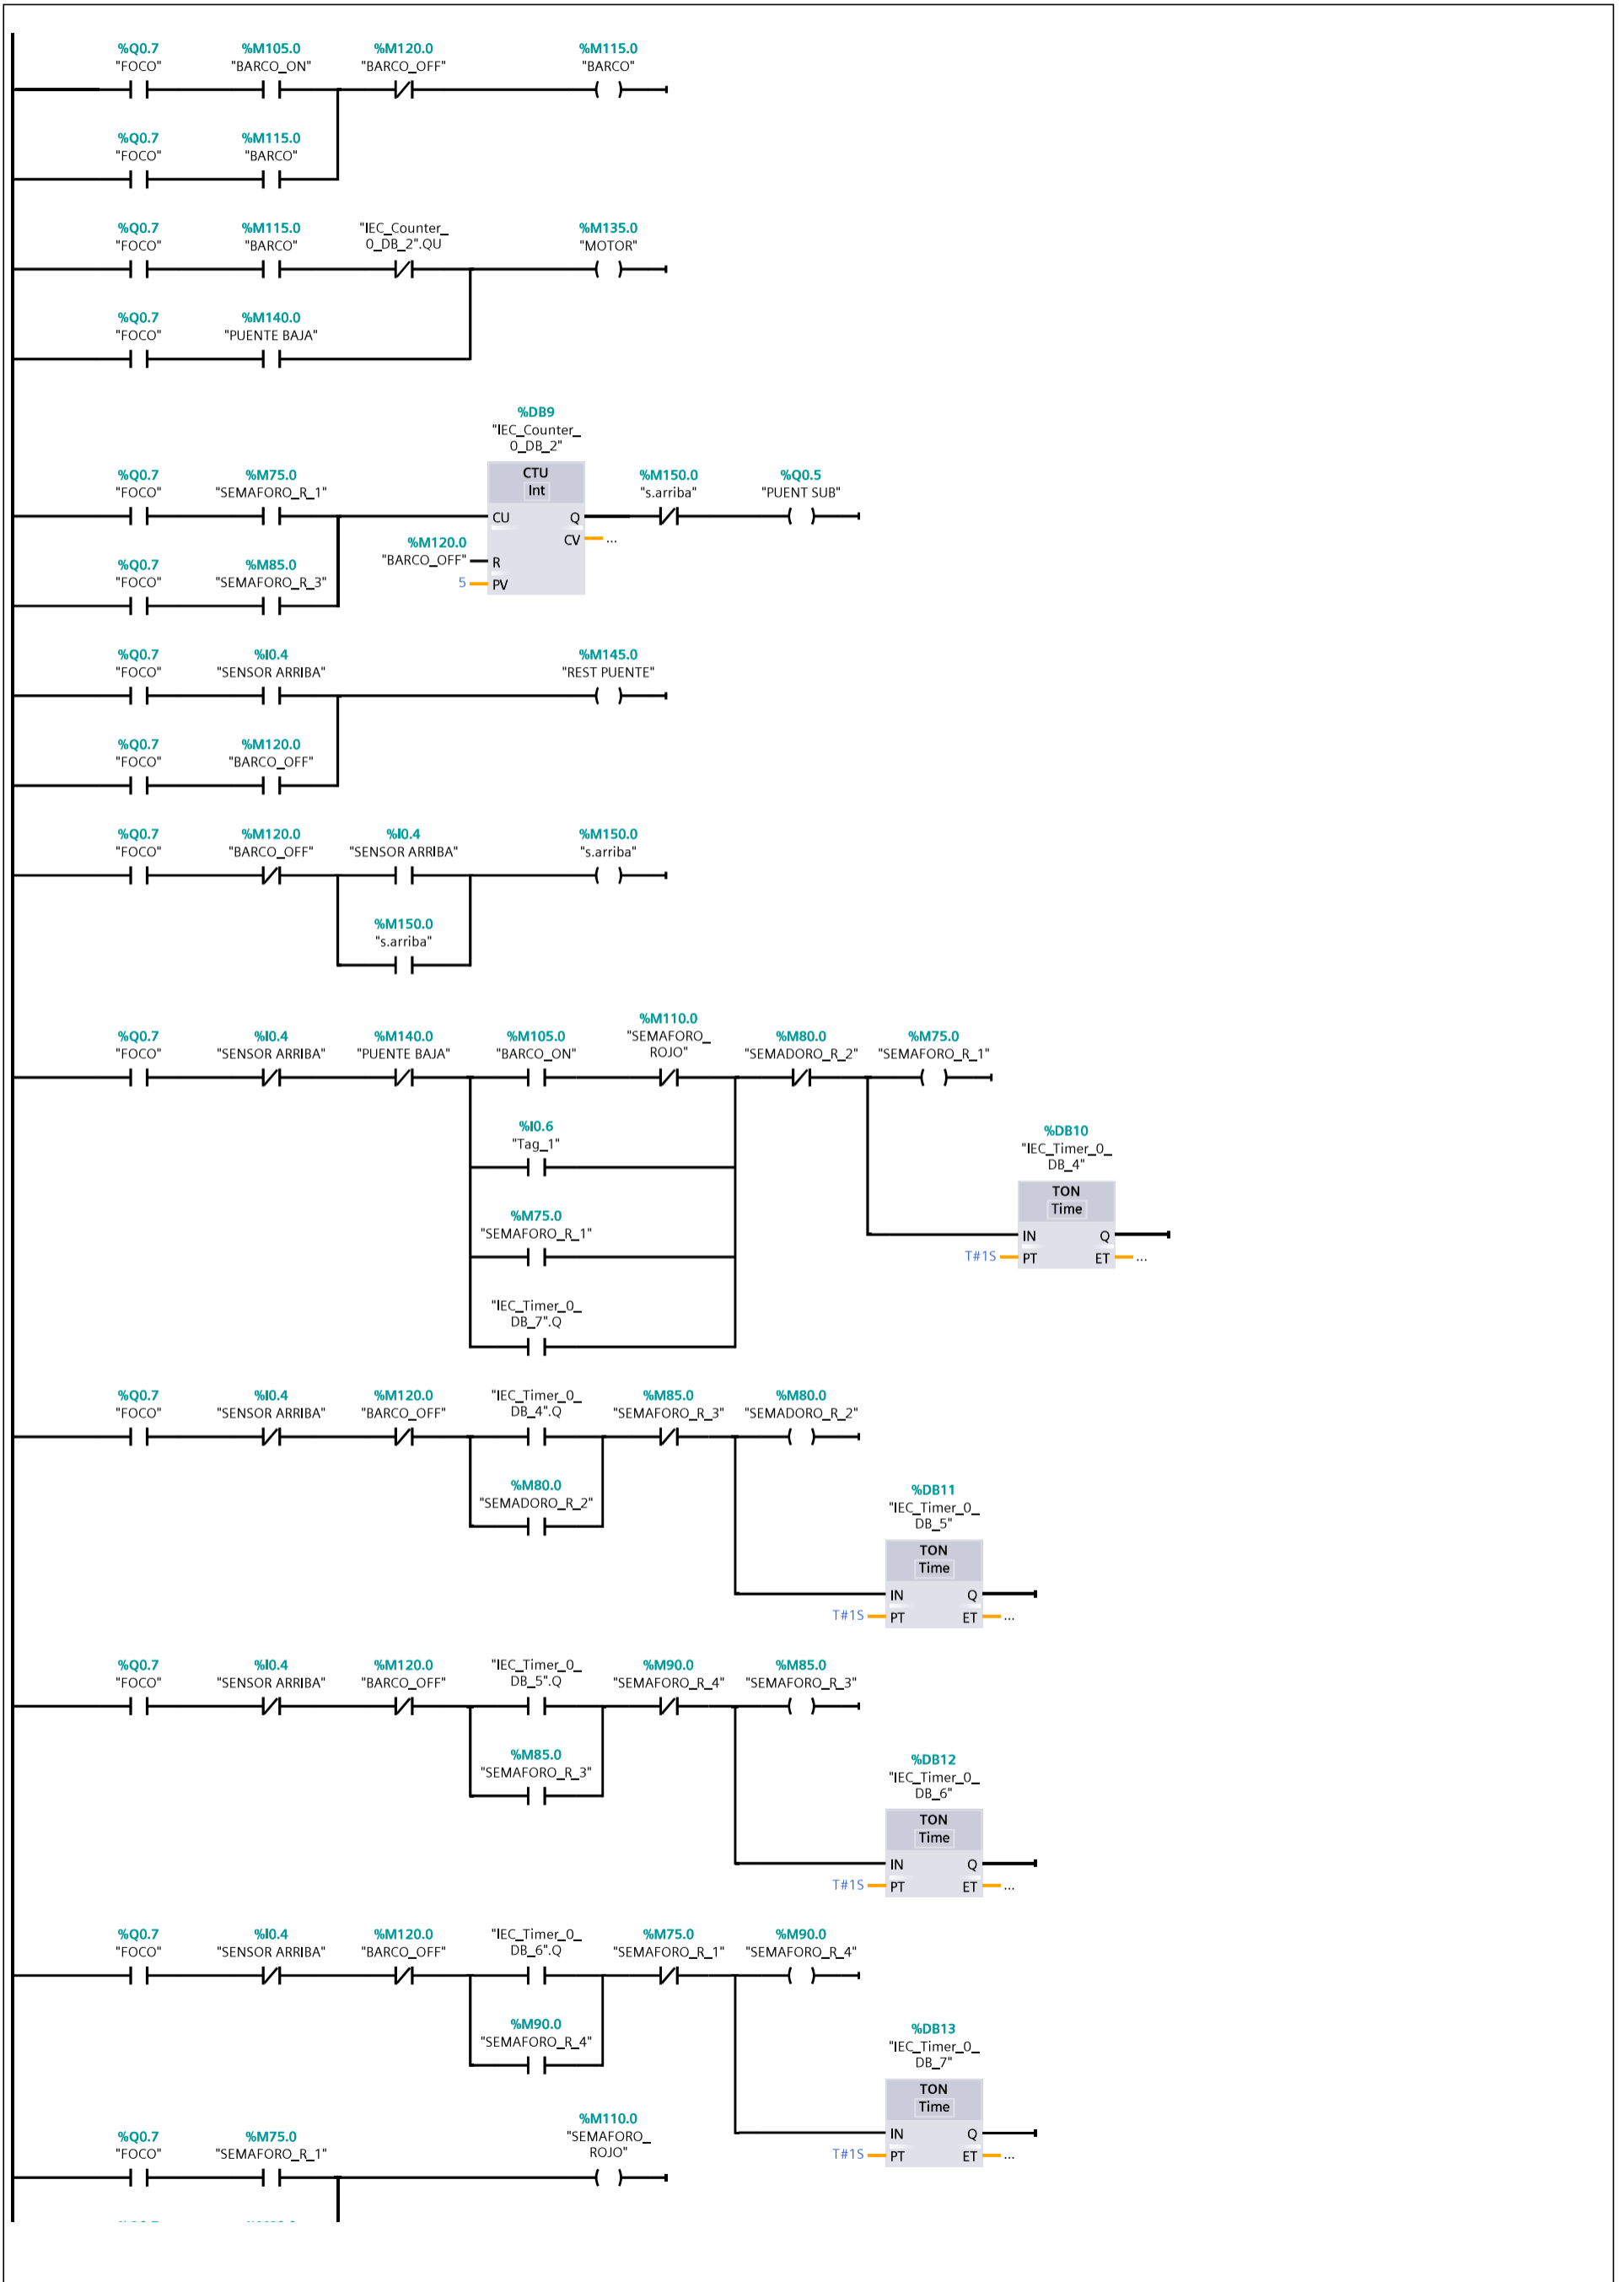 %Q0.7 %M105.0 %M120.0 %M115.0
"FOCO" "BARCO_ON" "BARCO_OFF" "BARCO"
%Q0.7 %M115.0
"FOCO" "BARCO"
%Q0.7 %M115.0 "IEC_Counter_ %M135.0
"FOCO" "BARCO" 0_DB_2".QU "MOTOR"
%Q0.7 %M140.0
"FOCO" "PUENTE BAJA"
%DB9
"IEC_Counter_
0_DB_2"
%Q0.7 %M75.0 CTU %M150.0 %Q0.5
"FOCO" "SEMAFORO_R_1" Int "s.arriba" "PUENT SUB"
CU Q
CV ...
%M120.0
"BARCO_OFF" R
%Q0.7 %M85.0
"FOCO" "SEMAFORO_R_3" 5 PV
%Q0.7 %I0.4 %M145.0
"FOCO" "SENSOR ARRIBA" "REST PUENTE"
%Q0.7 %M120.0
"FOCO" "BARCO_OFF"
%Q0.7 %M120.0 %I0.4 %M150.0
"FOCO" "BARCO_OFF" "SENSOR ARRIBA" "s.arriba"
%M150.0
"s.arriba"
%M110.0
%Q0.7 %I0.4 %M140.0 %M105.0 "SEMAFORO_ %M80.0 %M75.0
"FOCO" "SENSOR ARRIBA" "PUENTE BAJA" "BARCO_ON" ROJO" "SEMADORO_R_2" "SEMAFORO_R_1"
%I0.6
"Tag_1"
%DB10
"IEC_Timer_0_
DB_4"
TON
Time
%M75.0
"SEMAFORO_R_1"
IN Q
T#1S PT ET ...
"IEC_Timer_0_
DB_7".Q
%Q0.7 %I0.4 %M120.0 "IEC_Timer_0_ %M85.0 %M80.0
"FOCO" "SENSOR ARRIBA" "BARCO_OFF" DB_4".Q "SEMAFORO_R_3" "SEMADORO_R_2"
%M80.0
"SEMADORO_R_2"
%DB11
"IEC_Timer_0_
DB_5"
TON
Time
IN Q
T#1S PT ET ...
%Q0.7 %I0.4 %M120.0 "IEC_Timer_0_ %M90.0 %M85.0
"FOCO" "SENSOR ARRIBA" "BARCO_OFF" DB_5".Q "SEMAFORO_R_4" "SEMAFORO_R_3"
%M85.0
"SEMAFORO_R_3"
%DB12
"IEC_Timer_0_
DB_6"
TON
Time
IN Q
T#1S PT ET ...
%Q0.7 %I0.4 %M120.0 "IEC_Timer_0_ %M75.0 %M90.0
"FOCO" "SENSOR ARRIBA" "BARCO_OFF" DB_6".Q "SEMAFORO_R_1" "SEMAFORO_R_4"
%M90.0
"SEMAFORO_R_4"
%DB13
"IEC_Timer_0_
DB_7"
TON
Time
IN Q
T#1S PT ET ...
%M110.0
%Q0.7 %M75.0 "SEMAFORO_
"FOCO" "SEMAFORO_R_1" ROJO"